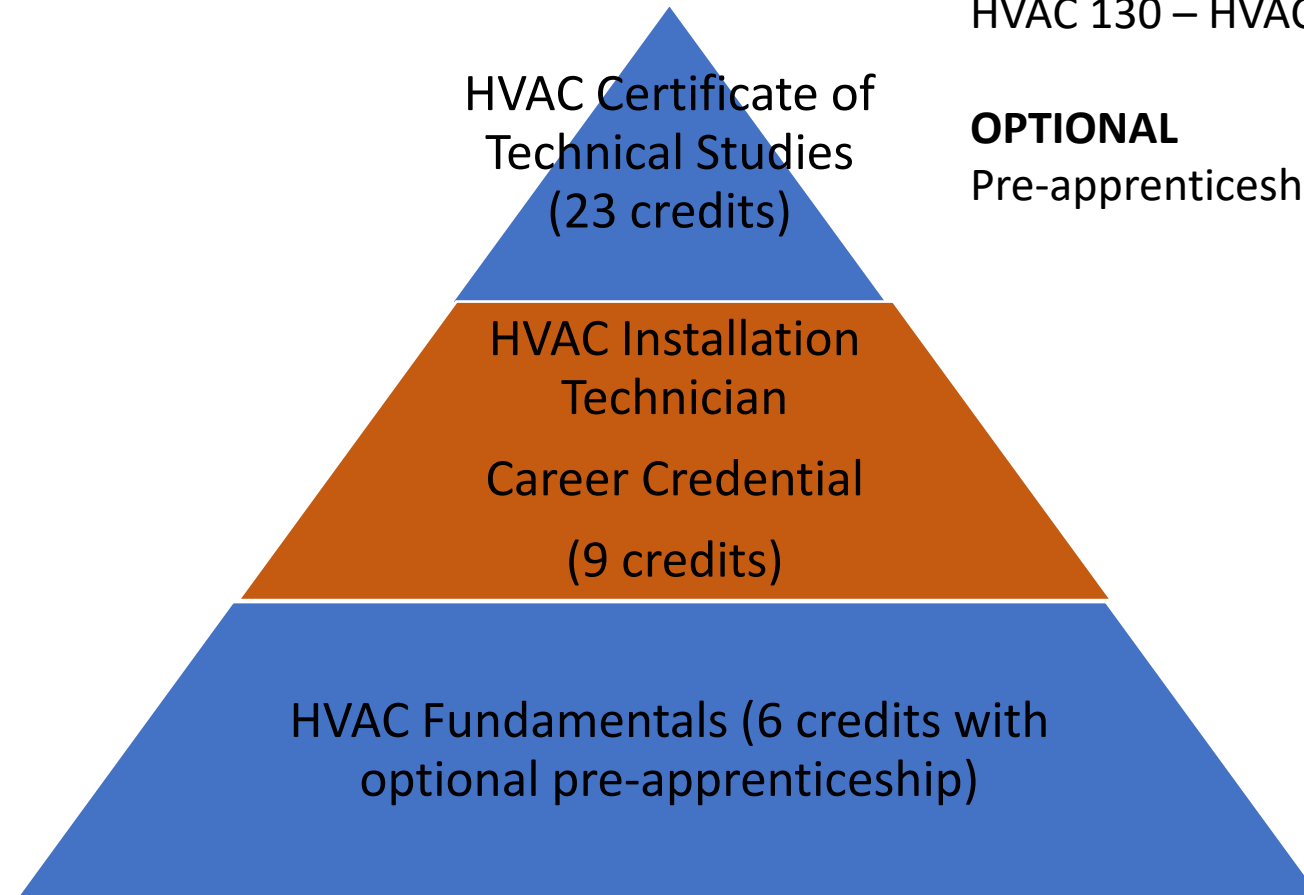 HVAC 130 – HVAC
OPTIONAL
Pre-apprenticesh
HVAC Certificate of
Technical Studies
(23 credits)
HVAC Installation
Technician
Career Credential
(9 credits)
HVAC Fundamentals (6 credits with
optional pre-apprenticeship)